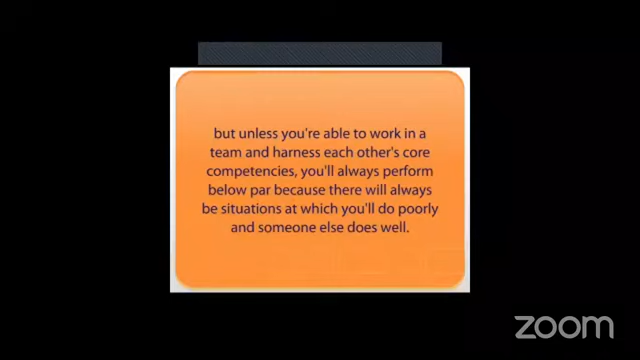 but unless you're able to work in a
team and harness each other's core
competencies, you'll always perform
below par because there will always
be situations at which you'll do poorly
and someone else does well.
zoom